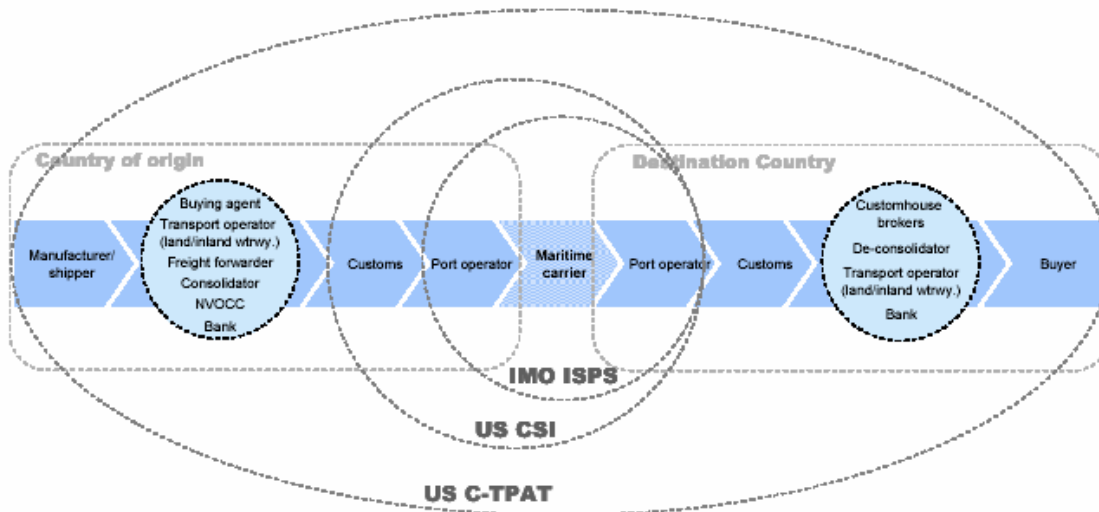 Country of origin
Destination Country
Manufacturer/
shipper
Buying agent
Transport operator
(land/inland wtrwy.)
Freight forwarder
Consolidator
NVOCC
Bank
Customs
Port operator
Maritime
carrier
Port operator
Customs
Customhouse
brokers
De-consolidator
Transport operator
(land/inland wtrwy.)
Bank
Buyer
IMO ISPS
US CSI
US C-TPAT